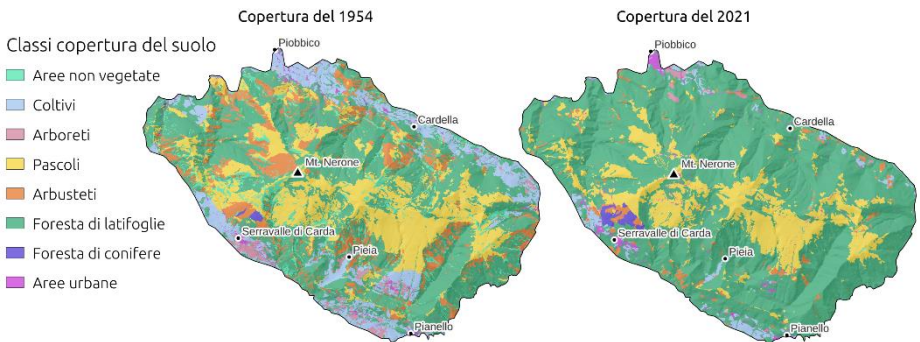 Copertura del 1954
Copertura del 2021
Classi copertura del suolo
Aree non vegetate
Coltivi
Arboreti
Pascoli
Arbusteti
Foresta di latifoglie
Foresta di conifere
Aree urbane
Piobbico
Cardella
Mt. Nerone
Serravalle di Carda
Pieia
Pianello
Piobbico
Cardella
Mt. Nerone
Serravalle di Carda
Pieia
Pianello